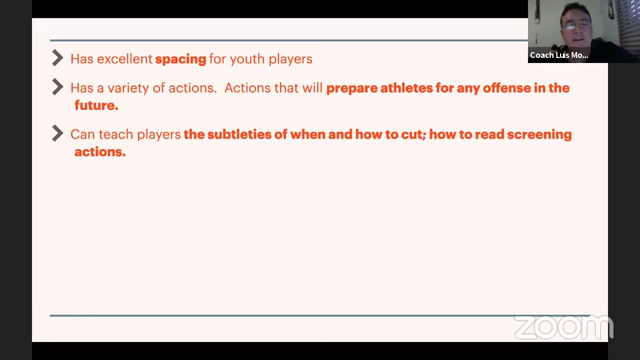 Has excellent spacing for youth players
Has a variety of actions.  Actions that will prepare athletes for any offense in the
future.
Can teach players the subtleties of when and how to cut; how to read screening
actions.
Coach Luis Mo...
zoom